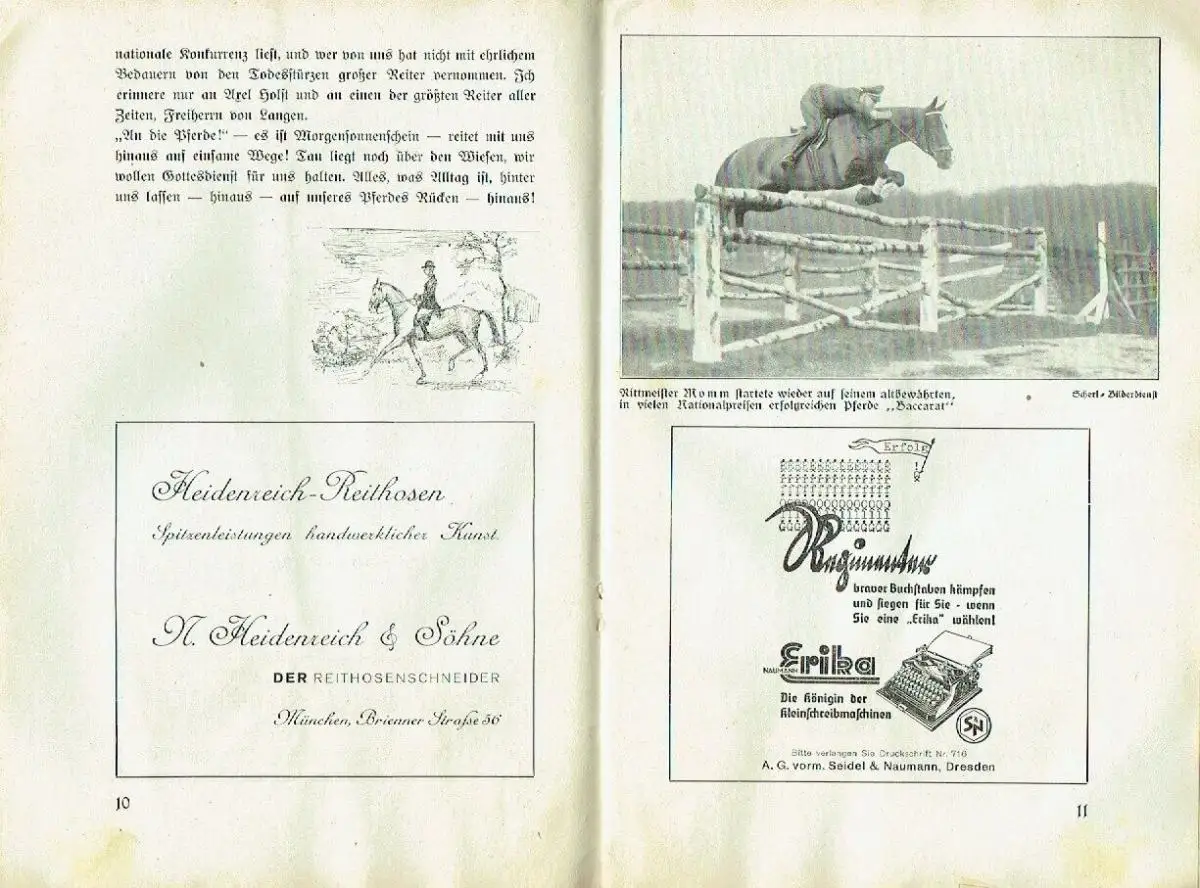 nationale Konkurrenz liest, und wer von uns hat nicht mit ehrlichem
Bedauern von den Todesstürzen großer Reiter vernommen. Ich
erinnere nur an Axel Holst und an einen der größten Reiter aller
Zeiten, Freiherrn von Langen.
„An die Pferde!“ — es ist Morgensonnenschein — reitet mit uns
hinaus auf einsame Wege! Tau liegt noch über den Wiesen, wir
wollen Gottesdienst für uns halten. Alles, was Alltag ist, hinter
uns lassen — hinaus — auf unseres Pferdes Rücken — hinaus!
Heidenreich-Reithosen
Spitzenleistungen handwerklicher Kunst
N. Heidenreich & Söhne
DER REITHOSENSCHNEIDER
München, Brienner Straße 56
10
Rittmeister Momm startete wieder auf seinem altbewährten,
in vielen Nationalpreisen erfolgreichen Pferde „Baccarat“
Scherl-Bilderdienst
Erfolg
Regimenter
braver Buchstaben kämpfen
und siegen für Sie - wenn
Sie eine „Erika“ wählen!
NAUMANN Erika
Die Königin der
Kleinschreibmaschinen
S&N
Bitte verlangen Sie Druckschrift Nr. 716
A. G. vorm. Seidel & Naumann, Dresden
11